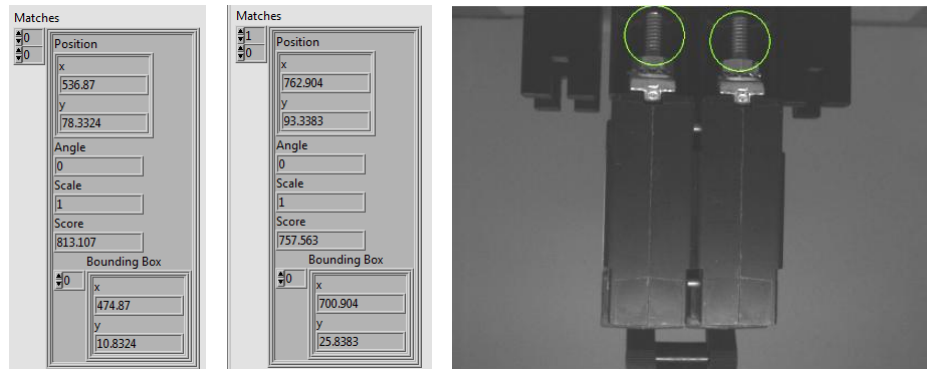 Matches
0
0
Position
x
536.87
y
78.3324
Angle
0
Scale
1
Score
813.107
Bounding Box
0
x
474.87
y
10.8324
Matches
1
0
Position
x
762.904
y
93.3383
Angle
0
Scale
1
Score
757.563
Bounding Box
0
x
700.904
y
25.8383